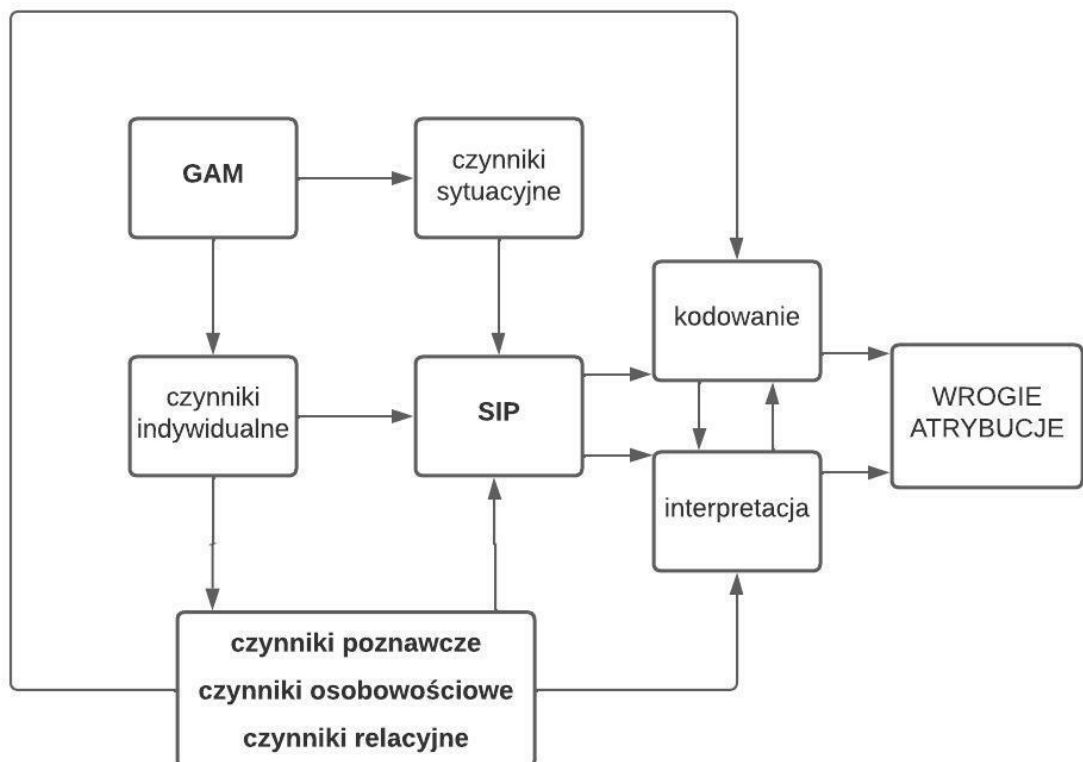 GAM
czynniki
sytuacyjne
kodowanie
czynniki
indywidualne
SIP
WROGIE
ATRYBUCJE
interpretacja
czynniki poznawcze
czynniki osobowościowe
czynniki relacyjne